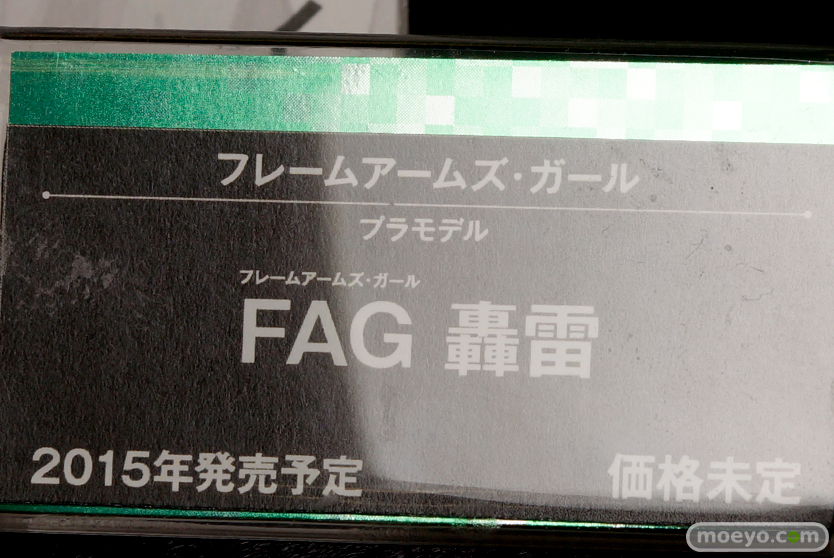 フレームアームズ・ガール
プラモデル
フレームアームズ・ガール
FAG 轟雷
2015年発売予定
価格未定
moeyo.com